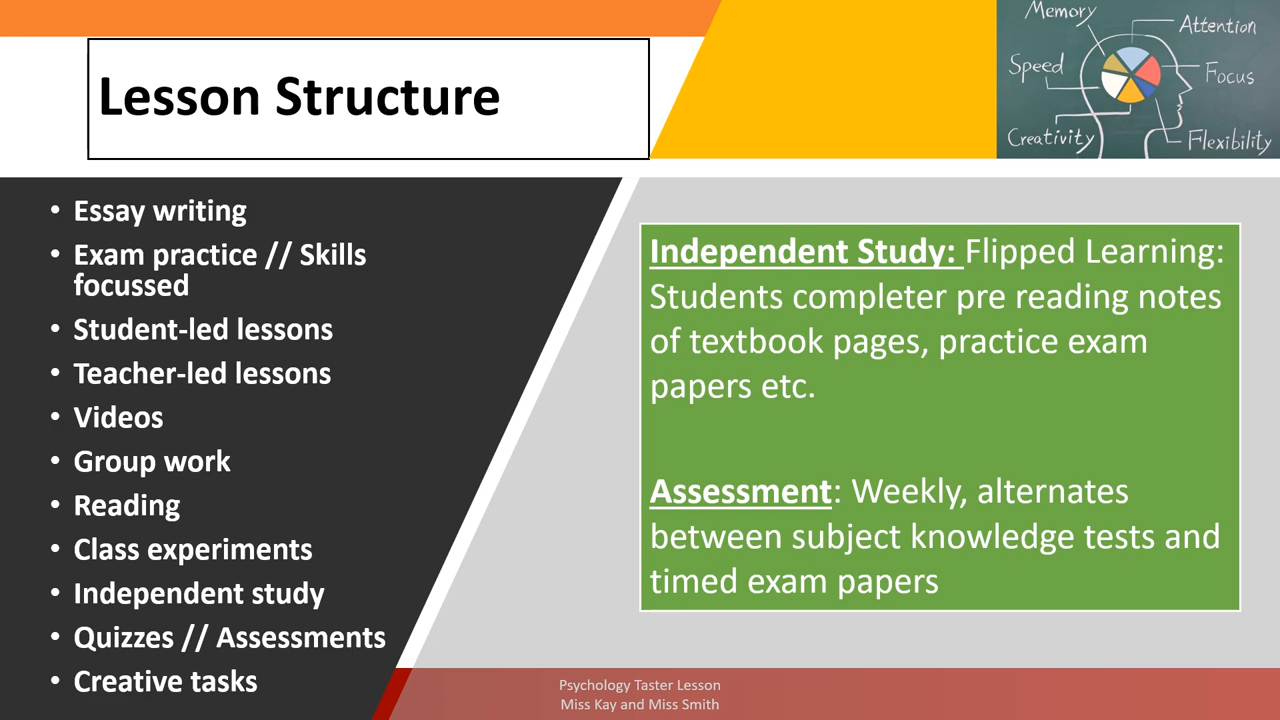 Lesson Structure
Memory
Attention
Speed
Focus
Creativity
Flexibility
• Essay writing
• Exam practice // Skills
focussed
• Student-led lessons
• Teacher-led lessons
• Videos
• Group work
• Reading
• Class experiments
• Independent study
• Quizzes // Assessments
• Creative tasks
Independent Study: Flipped Learning:
Students completer pre reading notes
of textbook pages, practice exam
papers etc.
Assessment: Weekly, alternates
between subject knowledge tests and
timed exam papers
Psychology Taster Lesson
Miss Kay and Miss Smith